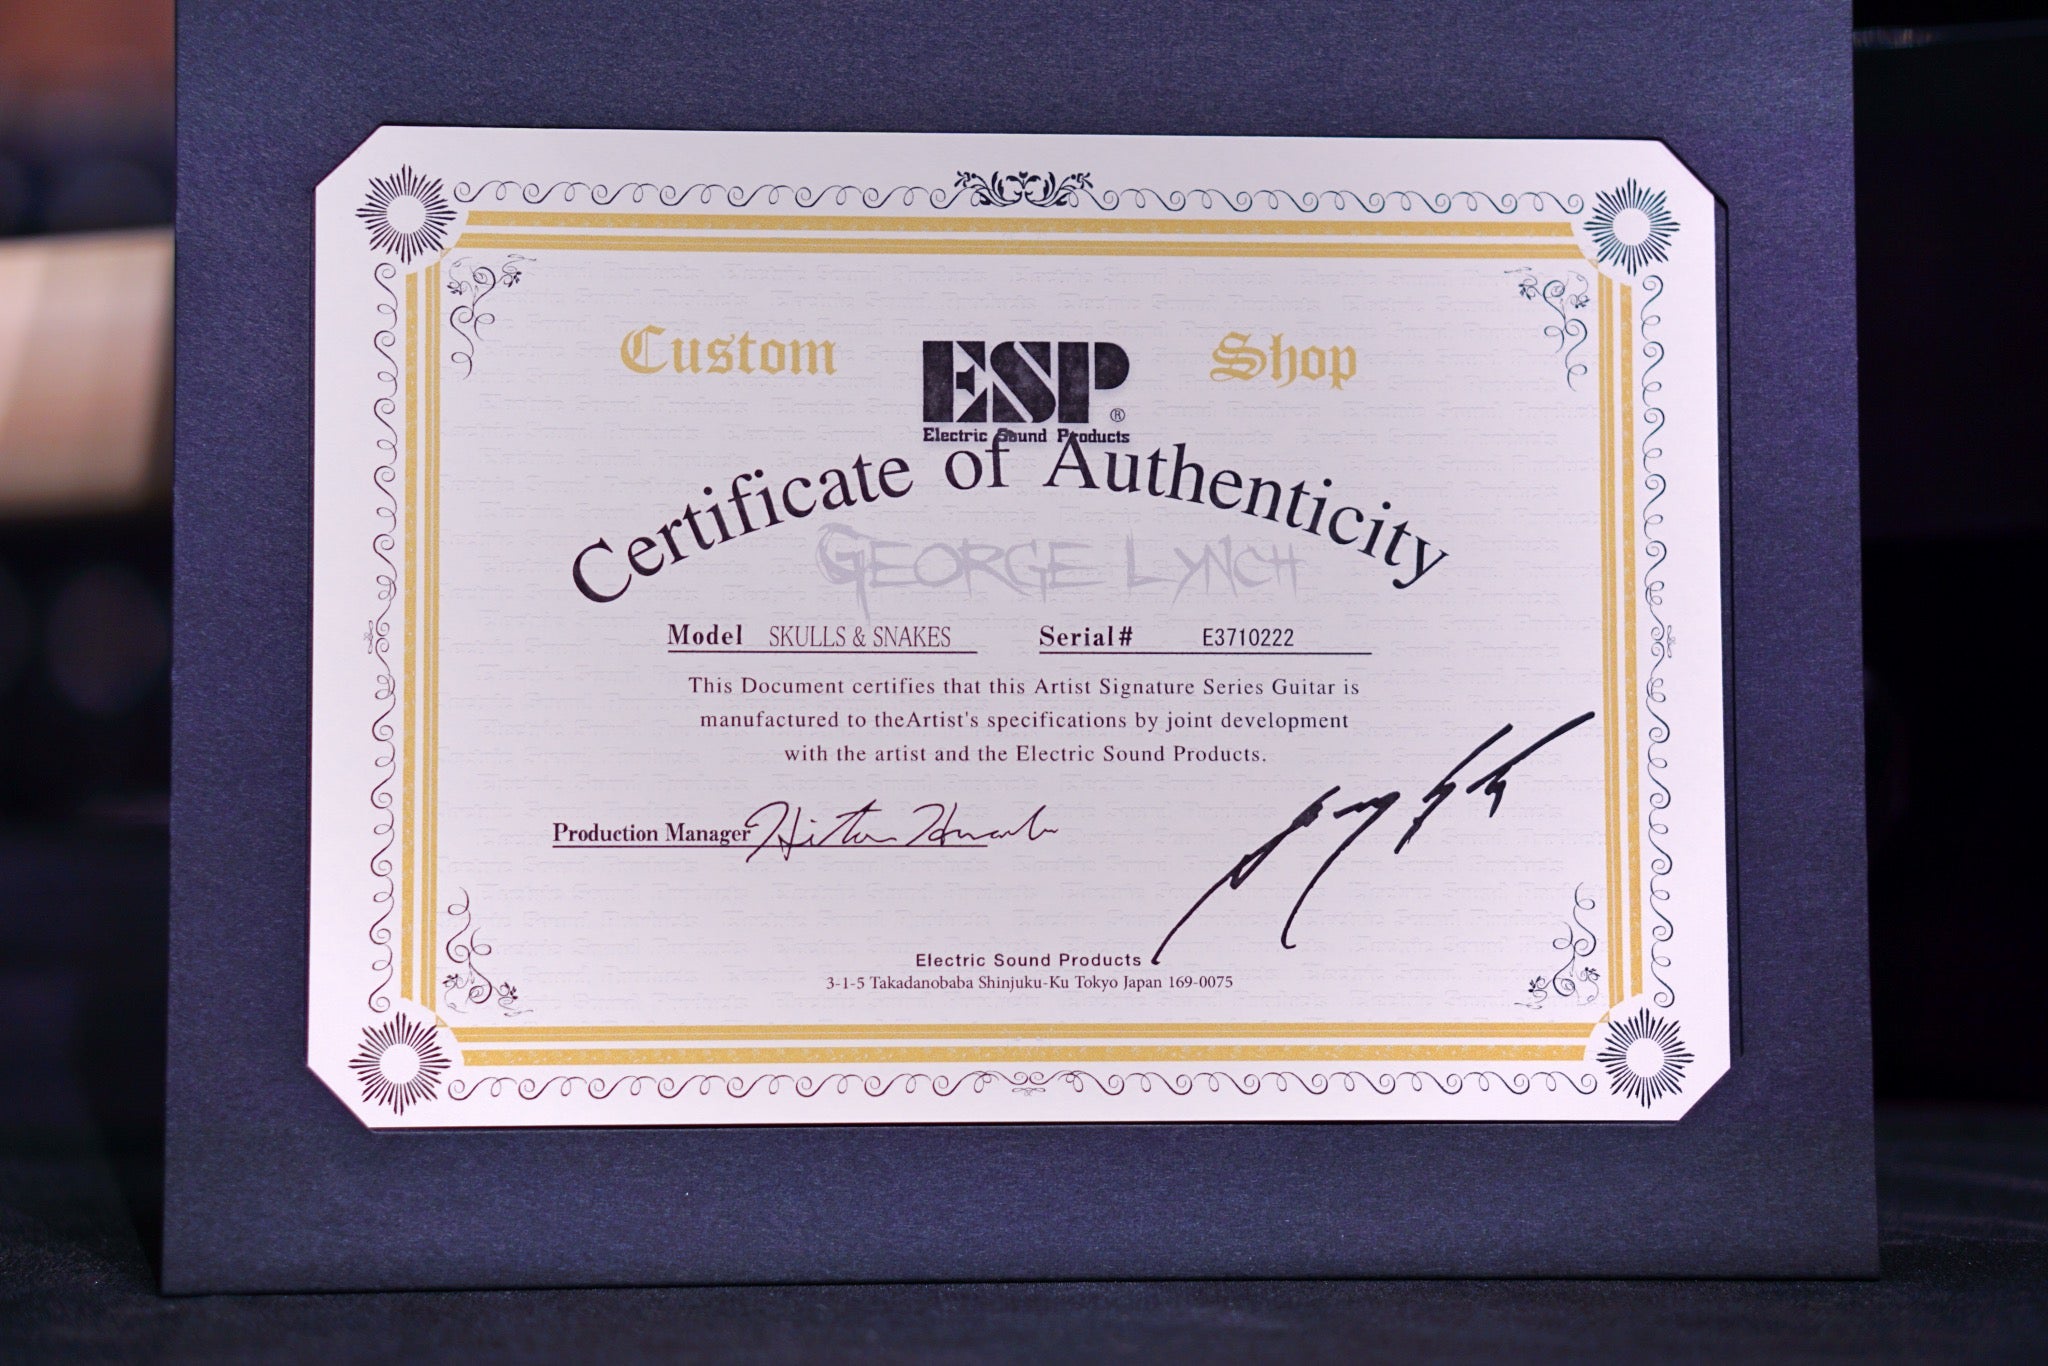 Custom ESP® Shop
Electric Sound Products
Certificate of Authenticity
GEORGE LYNCH
Model SKULLS & SNAKES Serial# E3710222
This Document certifies that this Artist Signature Series Guitar is
manufactured to theArtist's specifications by joint development
with the artist and the Electric Sound Products.
Production Manager
Electric Sound Products
3-1-5 Takadanobaba Shinjuku-Ku Tokyo Japan 169-0075